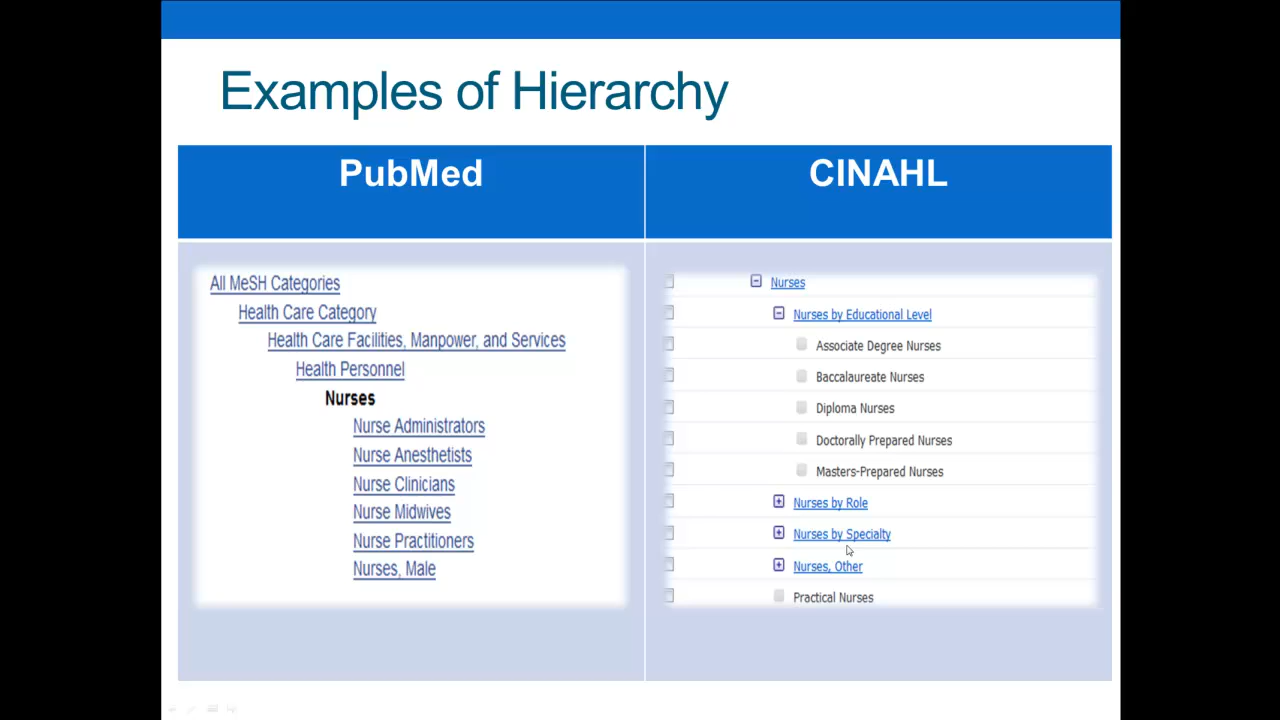 Examples of Hierarchy
PubMed
CINAHL
All MeSH Categories
Health Care Category
Health Care Facilities, Manpower, and Services
Health Personnel
Nurses
Nurse Administrators
Nurse Anesthetists
Nurse Clinicians
Nurse Midwives
Nurse Practitioners
Nurses, Male
Nurses
Nurses by Educational Level
Associate Degree Nurses
Baccalaureate Nurses
Diploma Nurses
Doctorally Prepared Nurses
Masters-Prepared Nurses
Nurses by Role
Nurses by Specialty
Nurses, Other
Practical Nurses